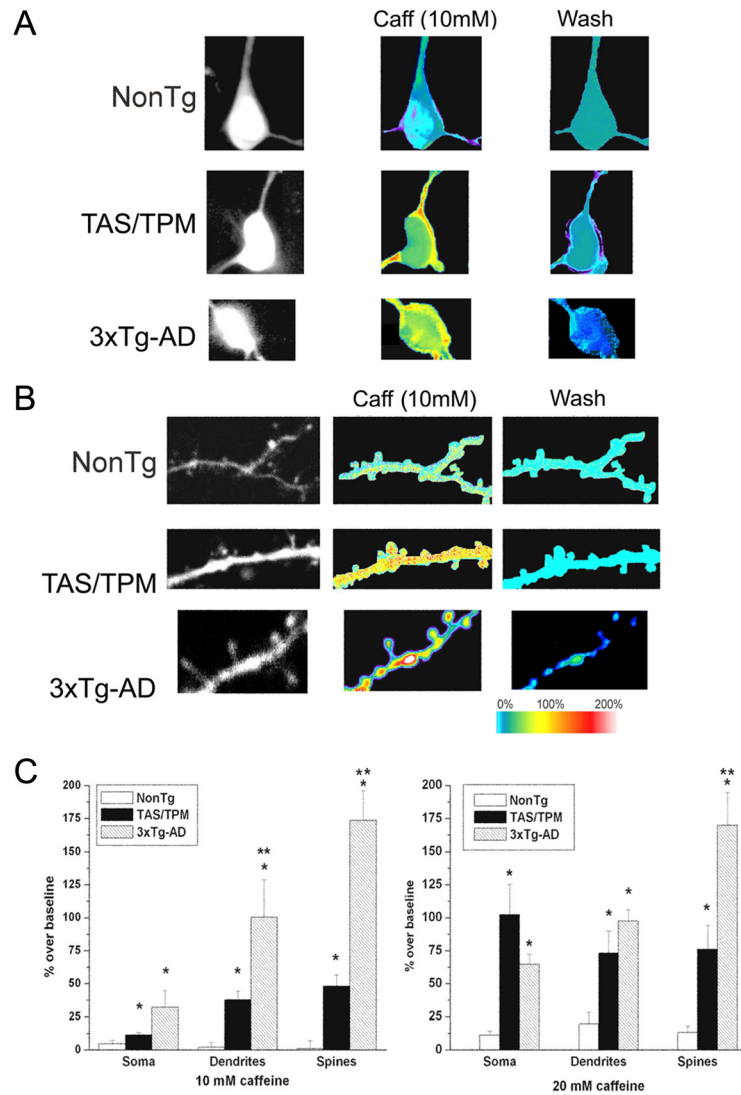 A
Caff (10mM) Wash
NonTg
TAS/TPM
3xTg-AD
B
Caff (10mM) Wash
NonTg
TAS/TPM
3xTg-AD
0% 100% 200%
C
% over baseline
200
175
150
125
100
75
50
25
0
NonTg
TAS/TPM
3xTg-AD
* * * ** * * ** *
Soma Dendrites Spines
10 mM caffeine
% over baseline
200
175
150
125
100
75
50
25
0
NonTg
TAS/TPM
3xTg-AD
* * * * * ** *
Soma Dendrites Spines
20 mM caffeine